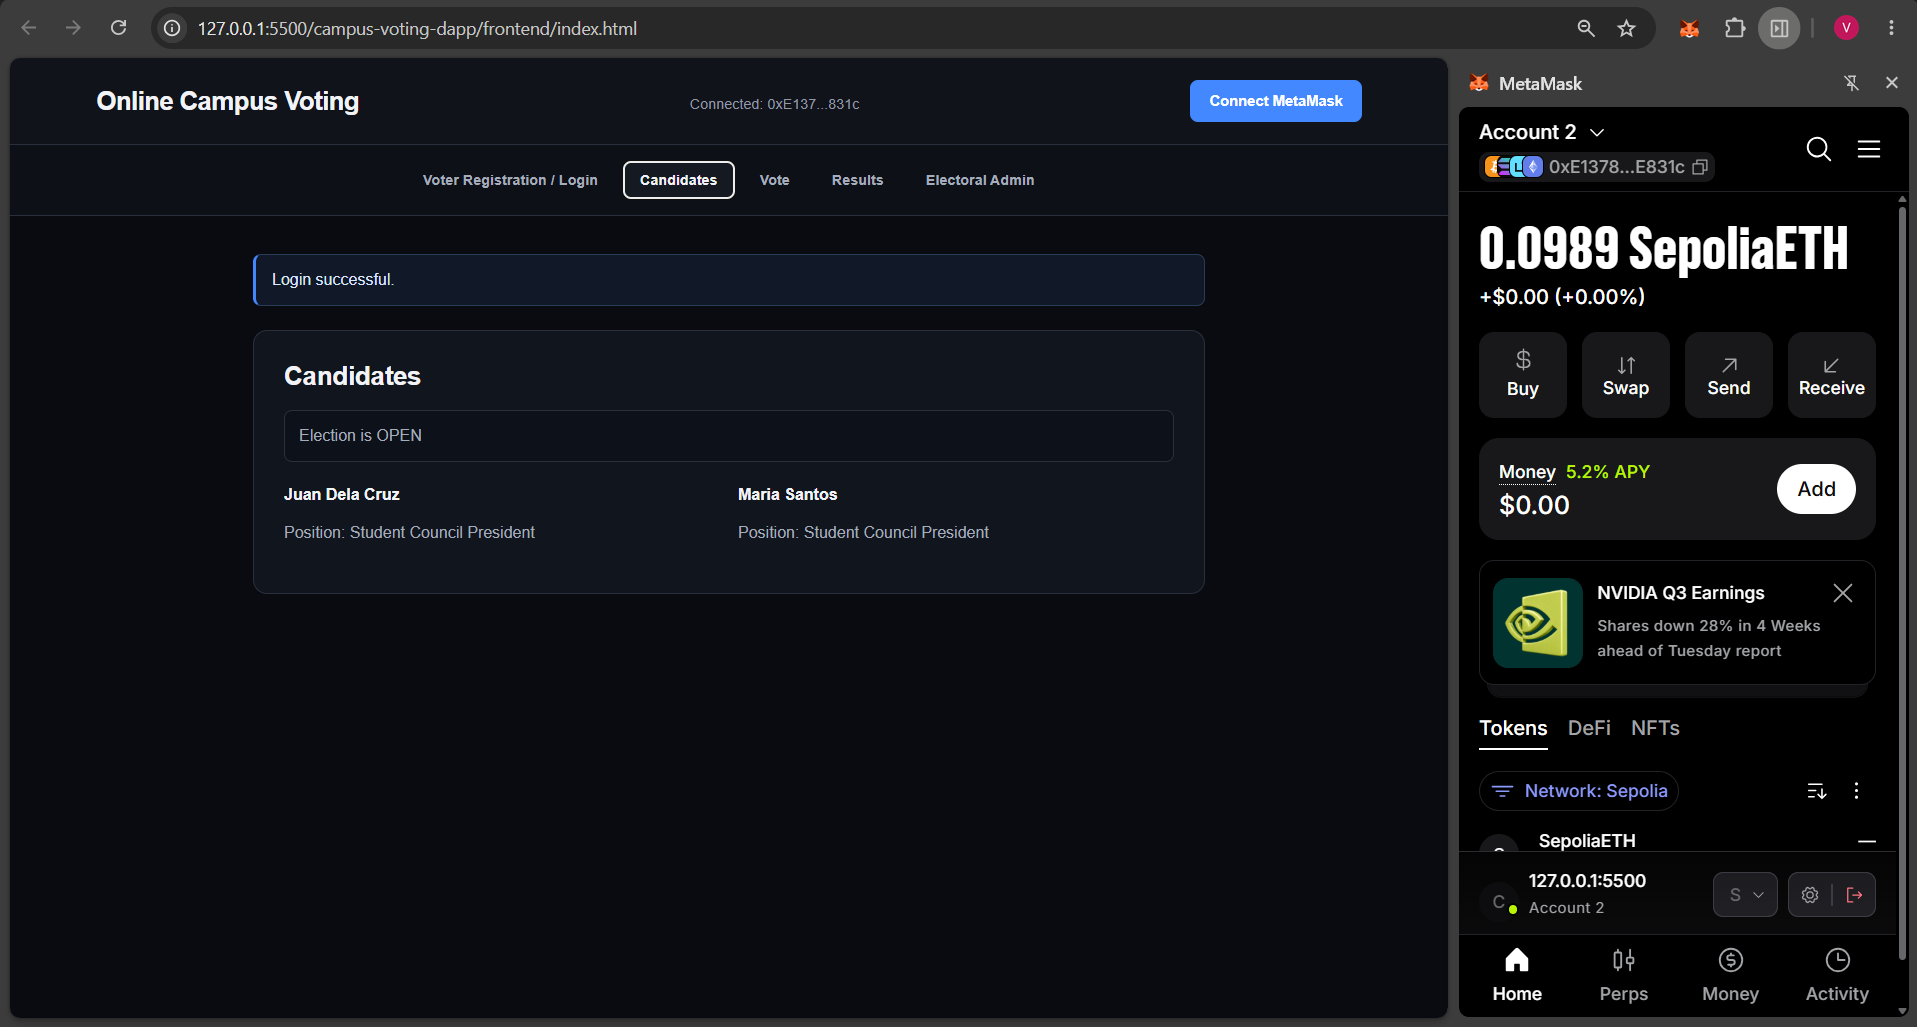 127.0.0.1:5500/campus-voting-dapp/frontend/index.html
V
Online Campus Voting
Connected: 0xE137...831c
Connect MetaMask
Voter Registration / Login
Candidates
Vote
Results
Electoral Admin
Login successful.
Candidates
Election is OPEN
Juan Dela Cruz
Position: Student Council President
Maria Santos
Position: Student Council President
MetaMask
Account 2
0xE1378...E831c
0.0989 SepoliaETH
+$0.00 (+0.00%)
Buy
Swap
Send
Receive
Money 5.2% APY
$0.00
Add
NVIDIA Q3 Earnings
Shares down 28% in 4 Weeks
ahead of Tuesday report
Tokens
DeFi
NFTs
Network: Sepolia
SepoliaETH
C
127.0.0.1:5500
Account 2
S
Home
Perps
Money
Activity